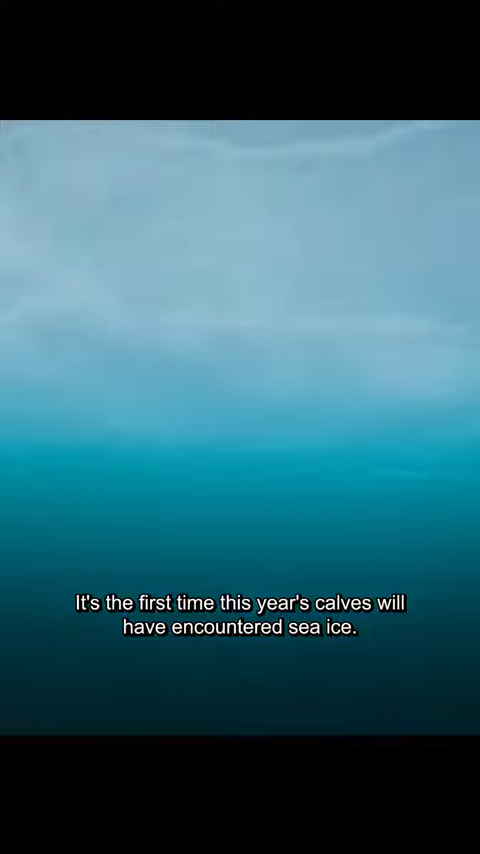 It's the first time this year's calves will
have encountered sea ice.